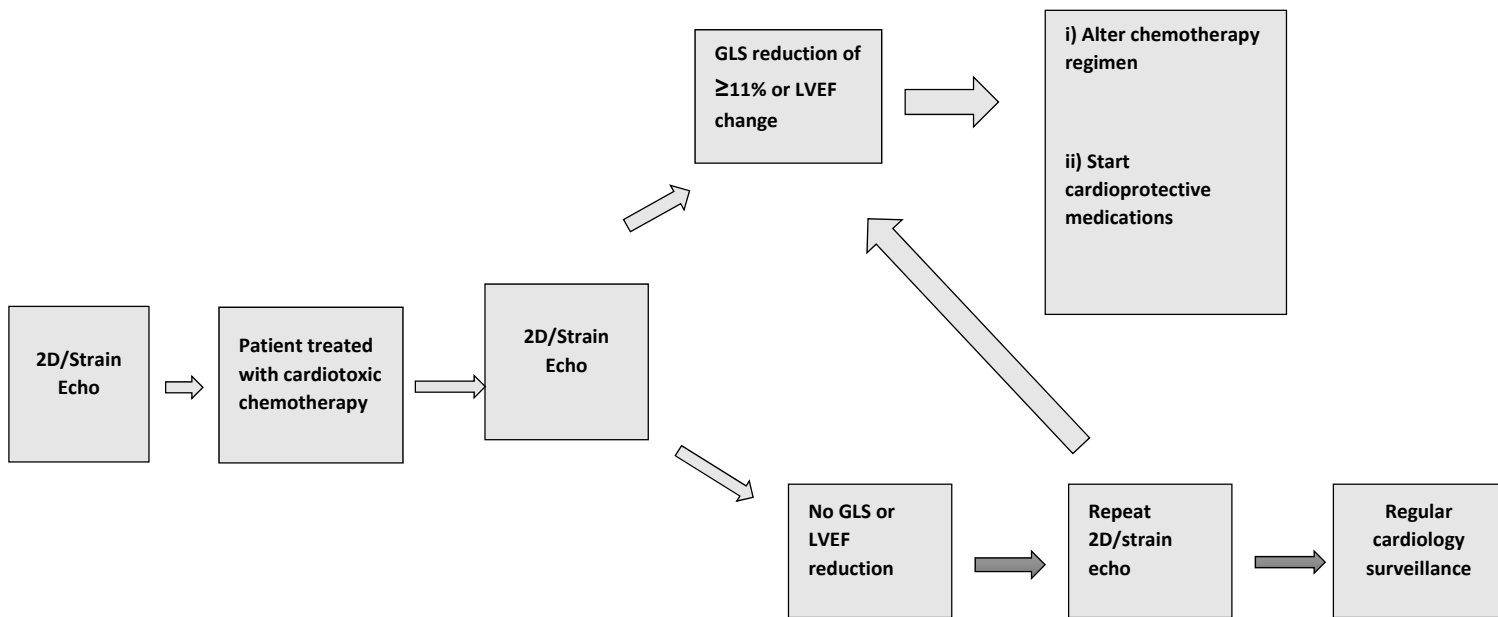 2D/Strain
Echo
Patient treated
with cardiotoxic
chemotherapy
2D/Strain
Echo
GLS reduction of
≥11% or LVEF
change
i) Alter chemotherapy
regimen
ii) Start
cardioprotective
medications
No GLS or
LVEF
reduction
Repeat
2D/strain
echo
Regular
cardiology
surveillance